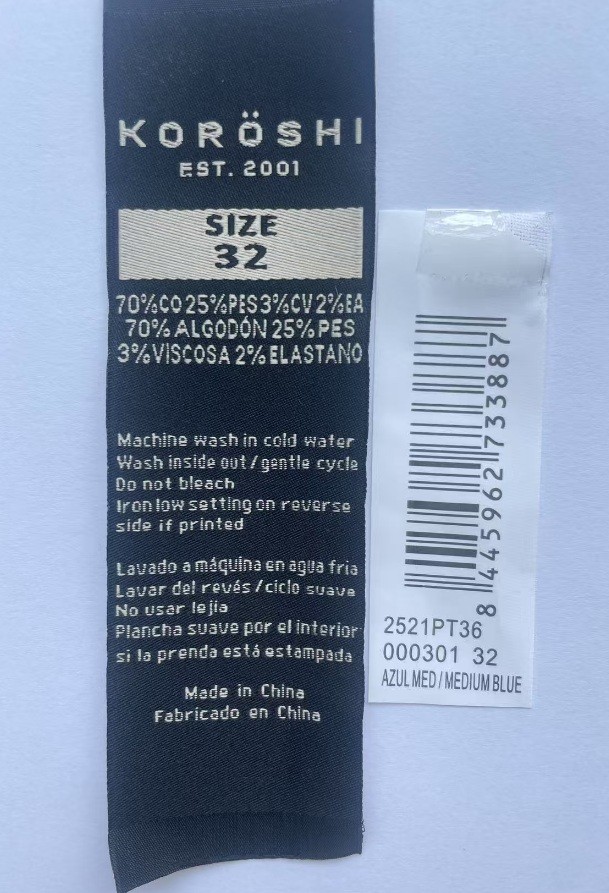 KORÖSHI
EST. 2001
SIZE
32
70%CO 25%PES 3%CV 2%EA
70% ALGODÓN 25% PES
3% VISCOSA 2% ELASTANO
Machine wash in cold water
Wash inside out / gentle cycle
Do not bleach
Iron low setting on reverse
side if printed
Lavado a máquina en agua fria
Lavar del revés / ciclo suave
No usar lejia
Plancha suave por el interior
si la prenda está estampada
Made in China
Fabricado en China
8 445962 733887
2521PT36
000301 32
AZUL MED / MEDIUM BLUE